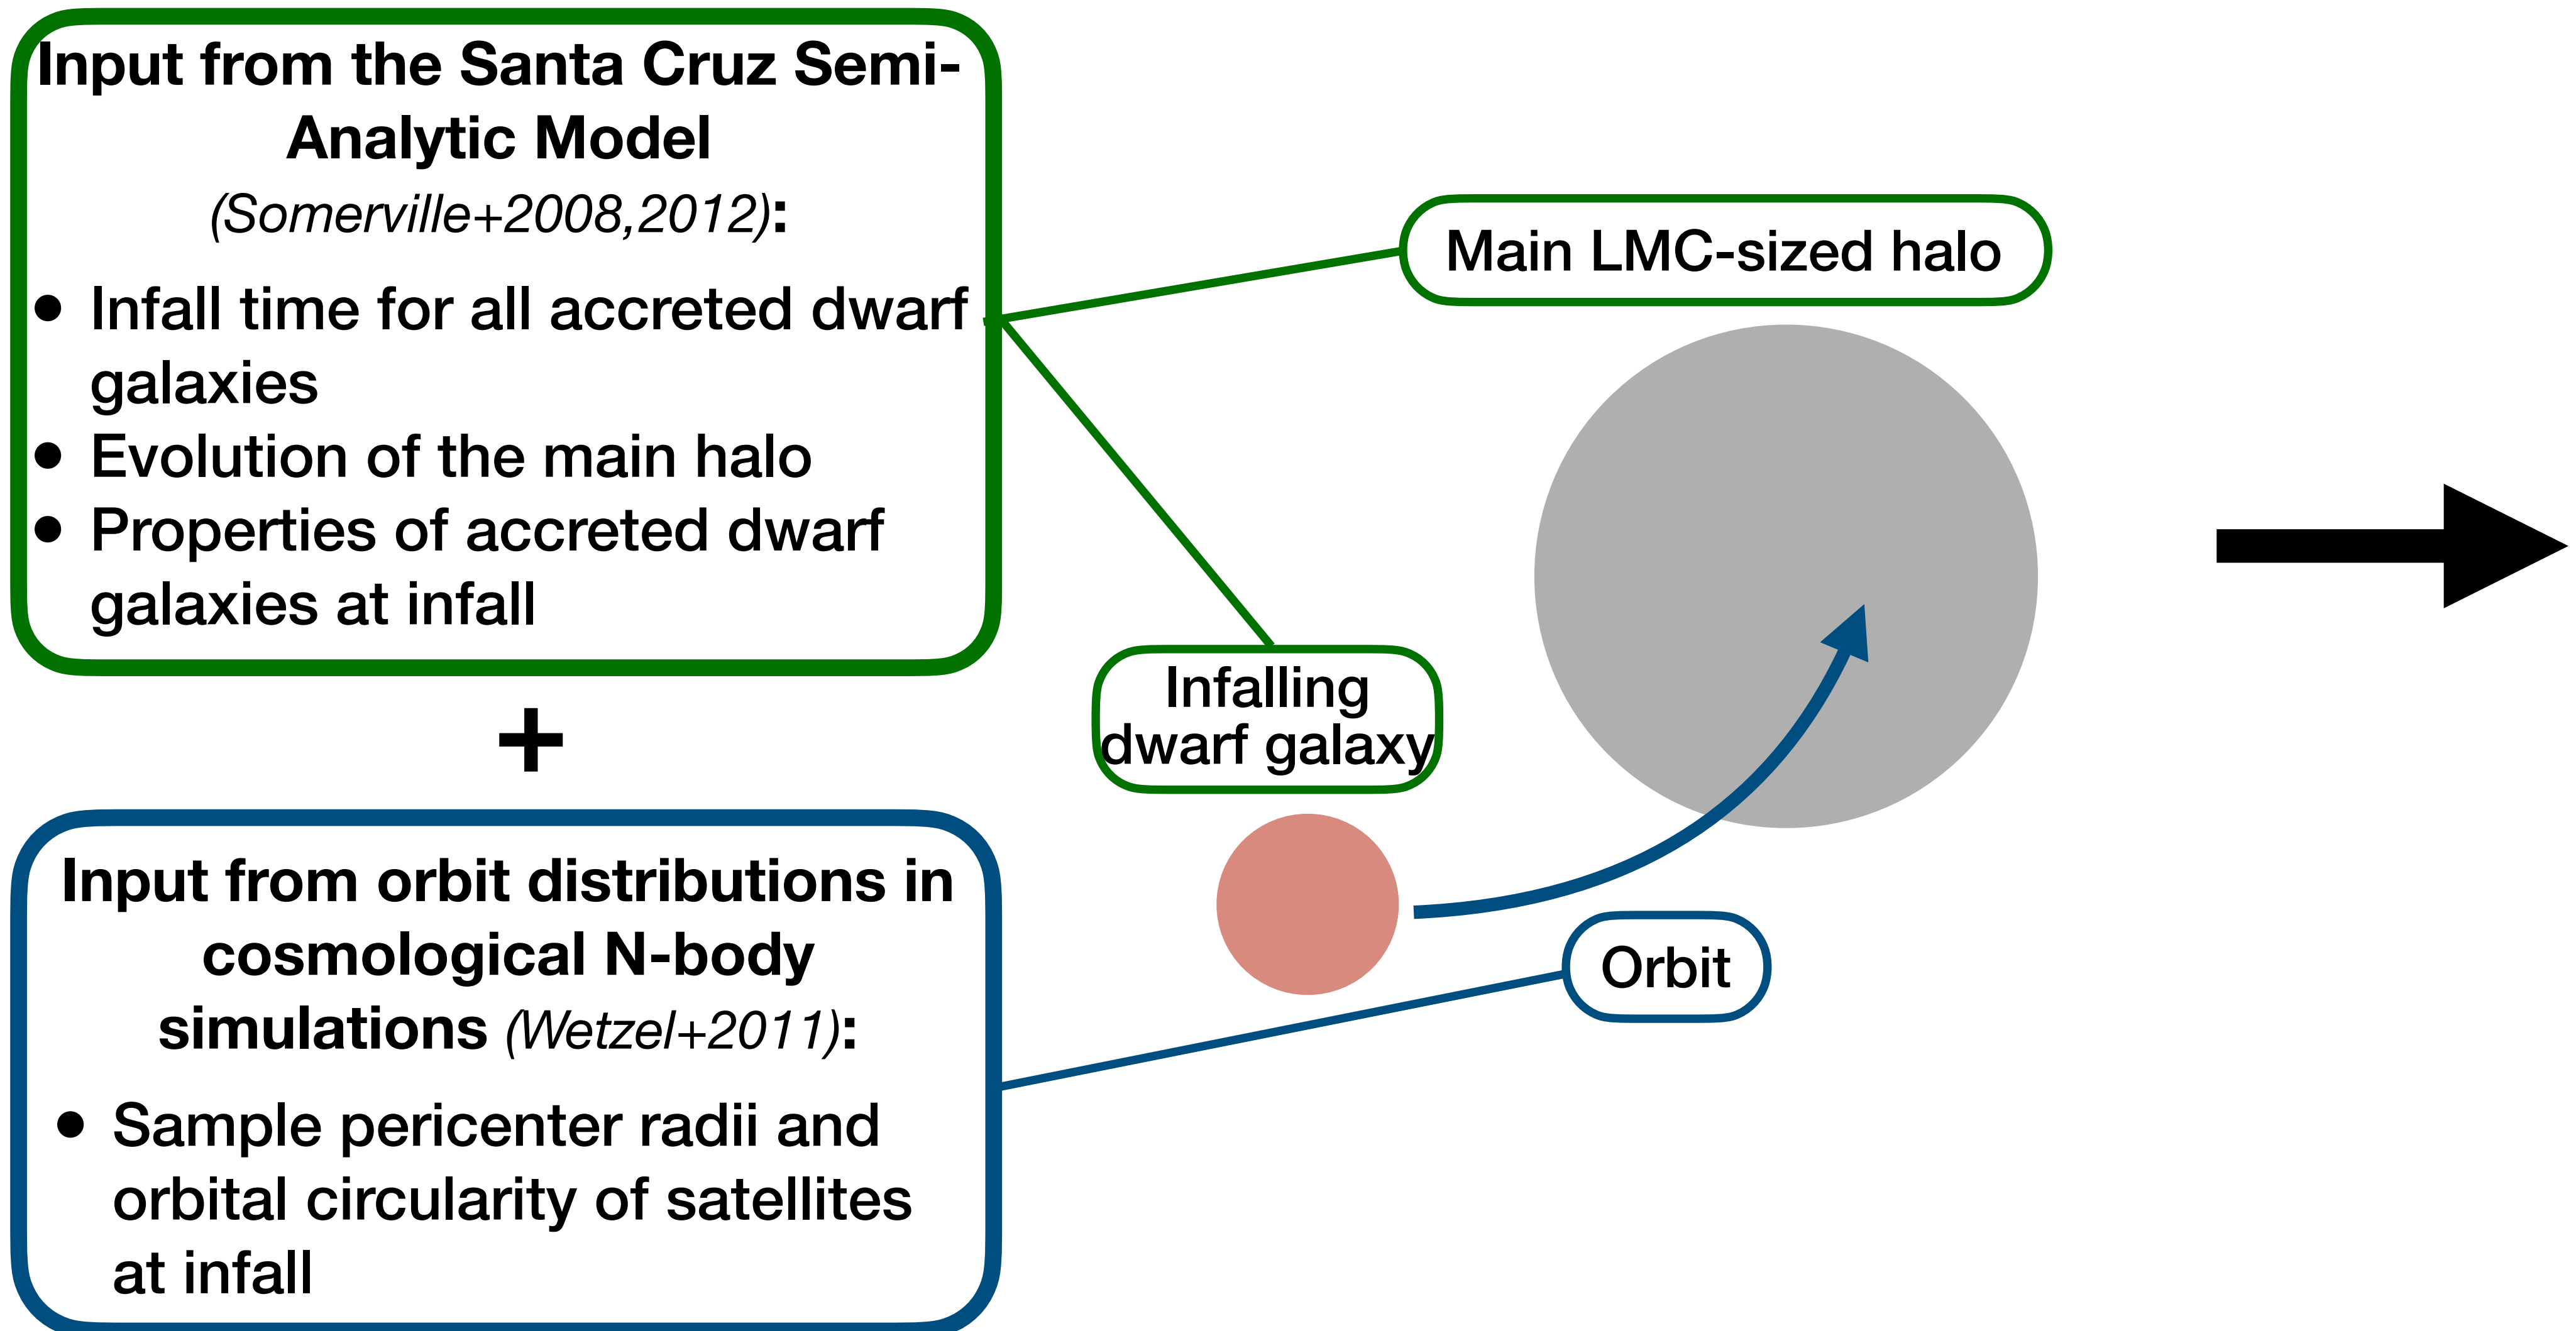 Input from the Santa Cruz Semi-
Analytic Model
(Somerville+2008,2012):
• Infall time for all accreted dwarf
galaxies
• Evolution of the main halo
• Properties of accreted dwarf
galaxies at infall
+
Input from orbit distributions in
cosmological N-body
simulations (Wetzel+2011):
• Sample pericenter radii and
orbital circularity of satellites
at infall
Main LMC-sized halo
Infalling
dwarf galaxy
Orbit